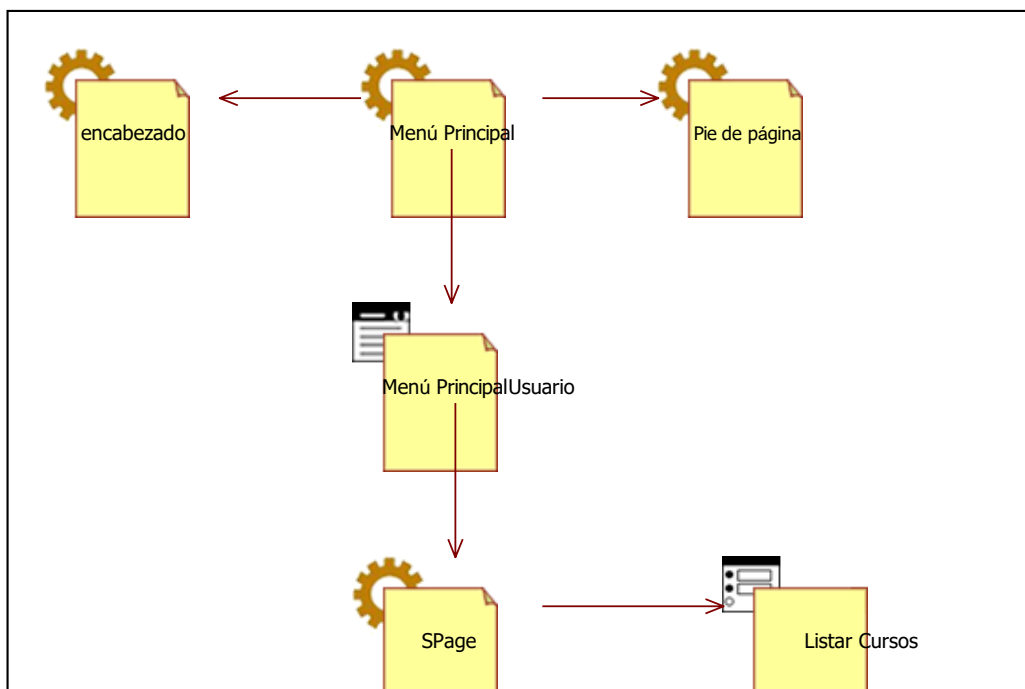 encabezado
Menú Principal
Pie de página
Menú PrincipalUsuario
SPage
Listar Cursos